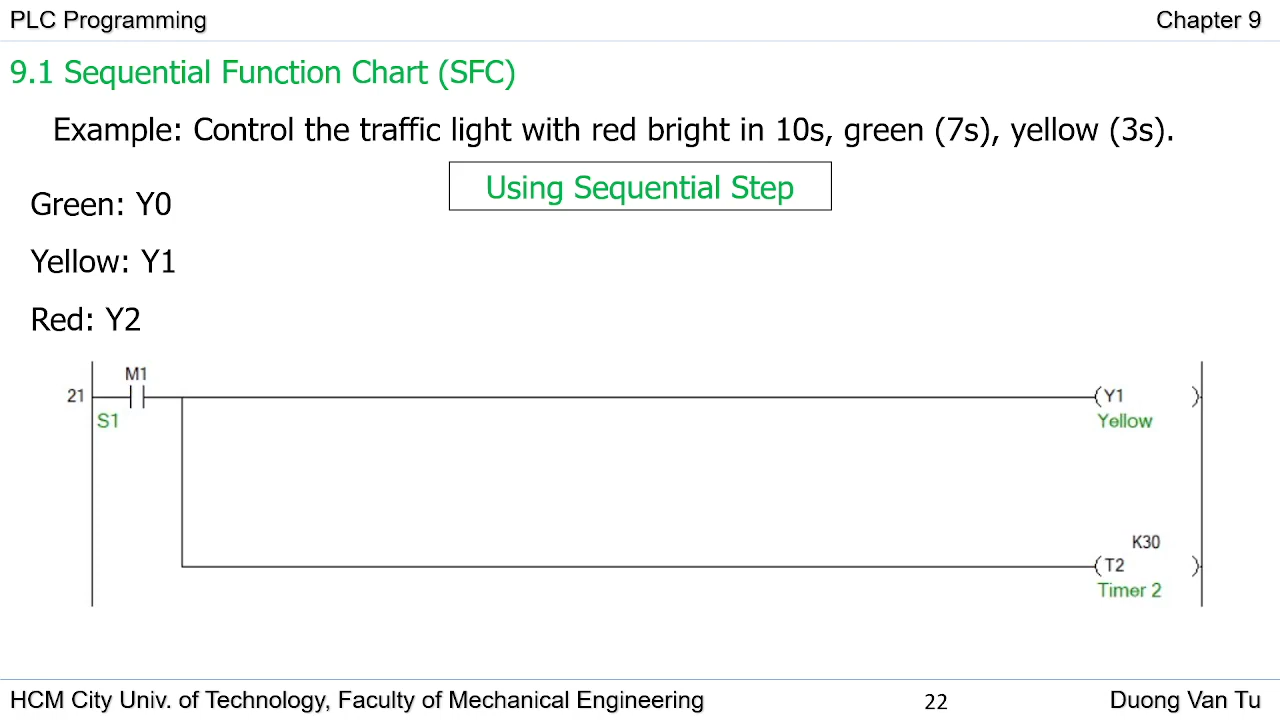 PLC Programming
Chapter 9
9.1 Sequential Function Chart (SFC)
Example: Control the traffic light with red bright in 10s, green (7s), yellow (3s).
Using Sequential Step
Green: Y0
Yellow: Y1
Red: Y2
M1
21
S1
Y1
Yellow
K30
T2
Timer 2
HCM City Univ. of Technology, Faculty of Mechanical Engineering
22
Duong Van Tu